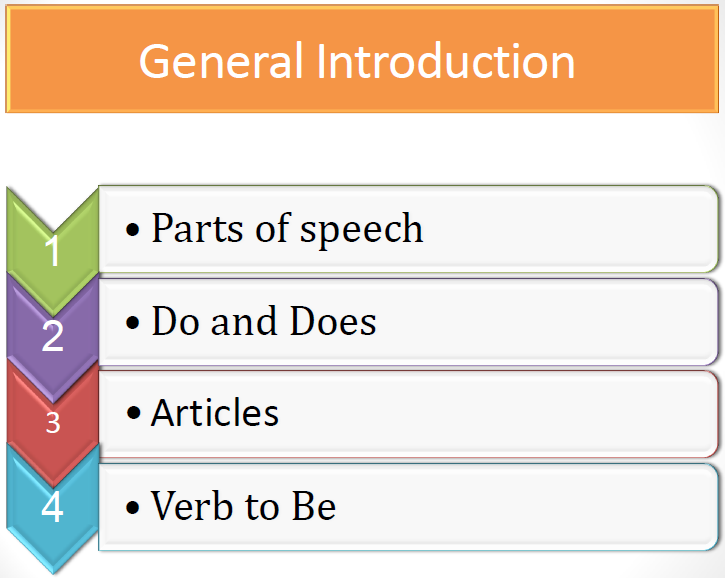 General Introduction
1
• Parts of speech
2
• Do and Does
3
• Articles
4
• Verb to Be